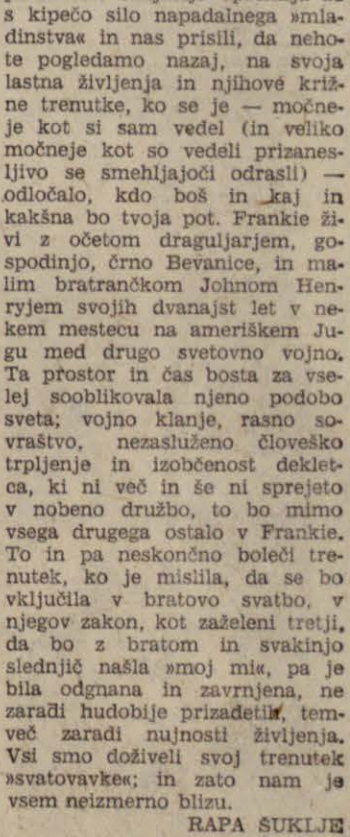 s kipečo silo napadalnega »mla-
dinstva« in nas prisili, da neho-
te pogledamo nazaj, na svoja
lastna življenja in njihove križ-
ne trenutke, ko se je — močne-
je kot si sam vedel (in veliko
močneje kot so vedeli prizanes-
ljivo se smehljajoči odrasli) —
odločalo, kdo boš in kaj in
kakšna bo tvoja pot. Frankie ži-
vi z očetom draguljarjem, go-
spodinjo, črno Bevanice, in ma-
lim bratrančkom Johnom Hen-
ryjem svojih dvanajst let v ne-
kem mestecu na ameriškem Ju-
gu med drugo svetovno vojno.
Ta prostor in čas bosta za vse-
lej sooblikovala njeno podobo
sveta; vojno klanje, rasno so-
vraštvo, nezasluženo človeško
trpljenje in izobčenost deklet-
ca, ki ni več in še ni sprejeto
v nobeno družbo, to bo mimo
vsega drugega ostalo v Frankie.
To in pa neskončno boleči tre-
nutek, ko je mislila, da se bo
vključila v bratovo svatbo, v
njegov zakon, kot zaželeni tretji,
da bo z bratom in svakinjo
slednjič našla »moj mi«, pa je
bila odgnana in zavrnjena, ne
zaradi hudobije prizadetih, tem-
več zaradi nujnosti življenja.
Vsi smo doživeli svoj trenutek
»svatovavke«; in zato nam je
vsem neizmerno blizu.
RAPA ŠUKLJE